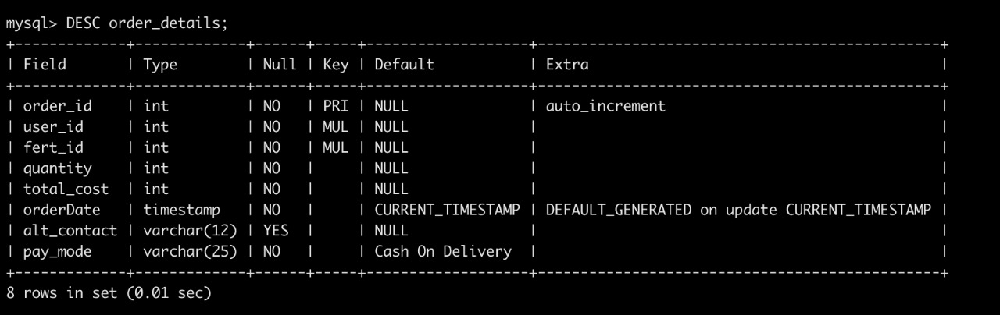 mysql> DESC order_details;
+-------------+-------------+------+-----+-------------------+-----------------------------------------------+
| Field       | Type        | Null | Key | Default           | Extra                                         |
+-------------+-------------+------+-----+-------------------+-----------------------------------------------+
| order_id    | int         | NO   | PRI | NULL              | auto_increment                                |
| user_id     | int         | NO   | MUL | NULL              |                                               |
| fert_id     | int         | NO   | MUL | NULL              |                                               |
| quantity    | int         | NO   |     | NULL              |                                               |
| total_cost  | int         | NO   |     | NULL              |                                               |
| orderDate   | timestamp   | NO   |     | CURRENT_TIMESTAMP | DEFAULT_GENERATED on update CURRENT_TIMESTAMP |
| alt_contact | varchar(12) | YES  |     | NULL              |                                               |
| pay_mode    | varchar(25) | NO   |     | Cash On Delivery  |                                               |
+-------------+-------------+------+-----+-------------------+-----------------------------------------------+
8 rows in set (0.01 sec)